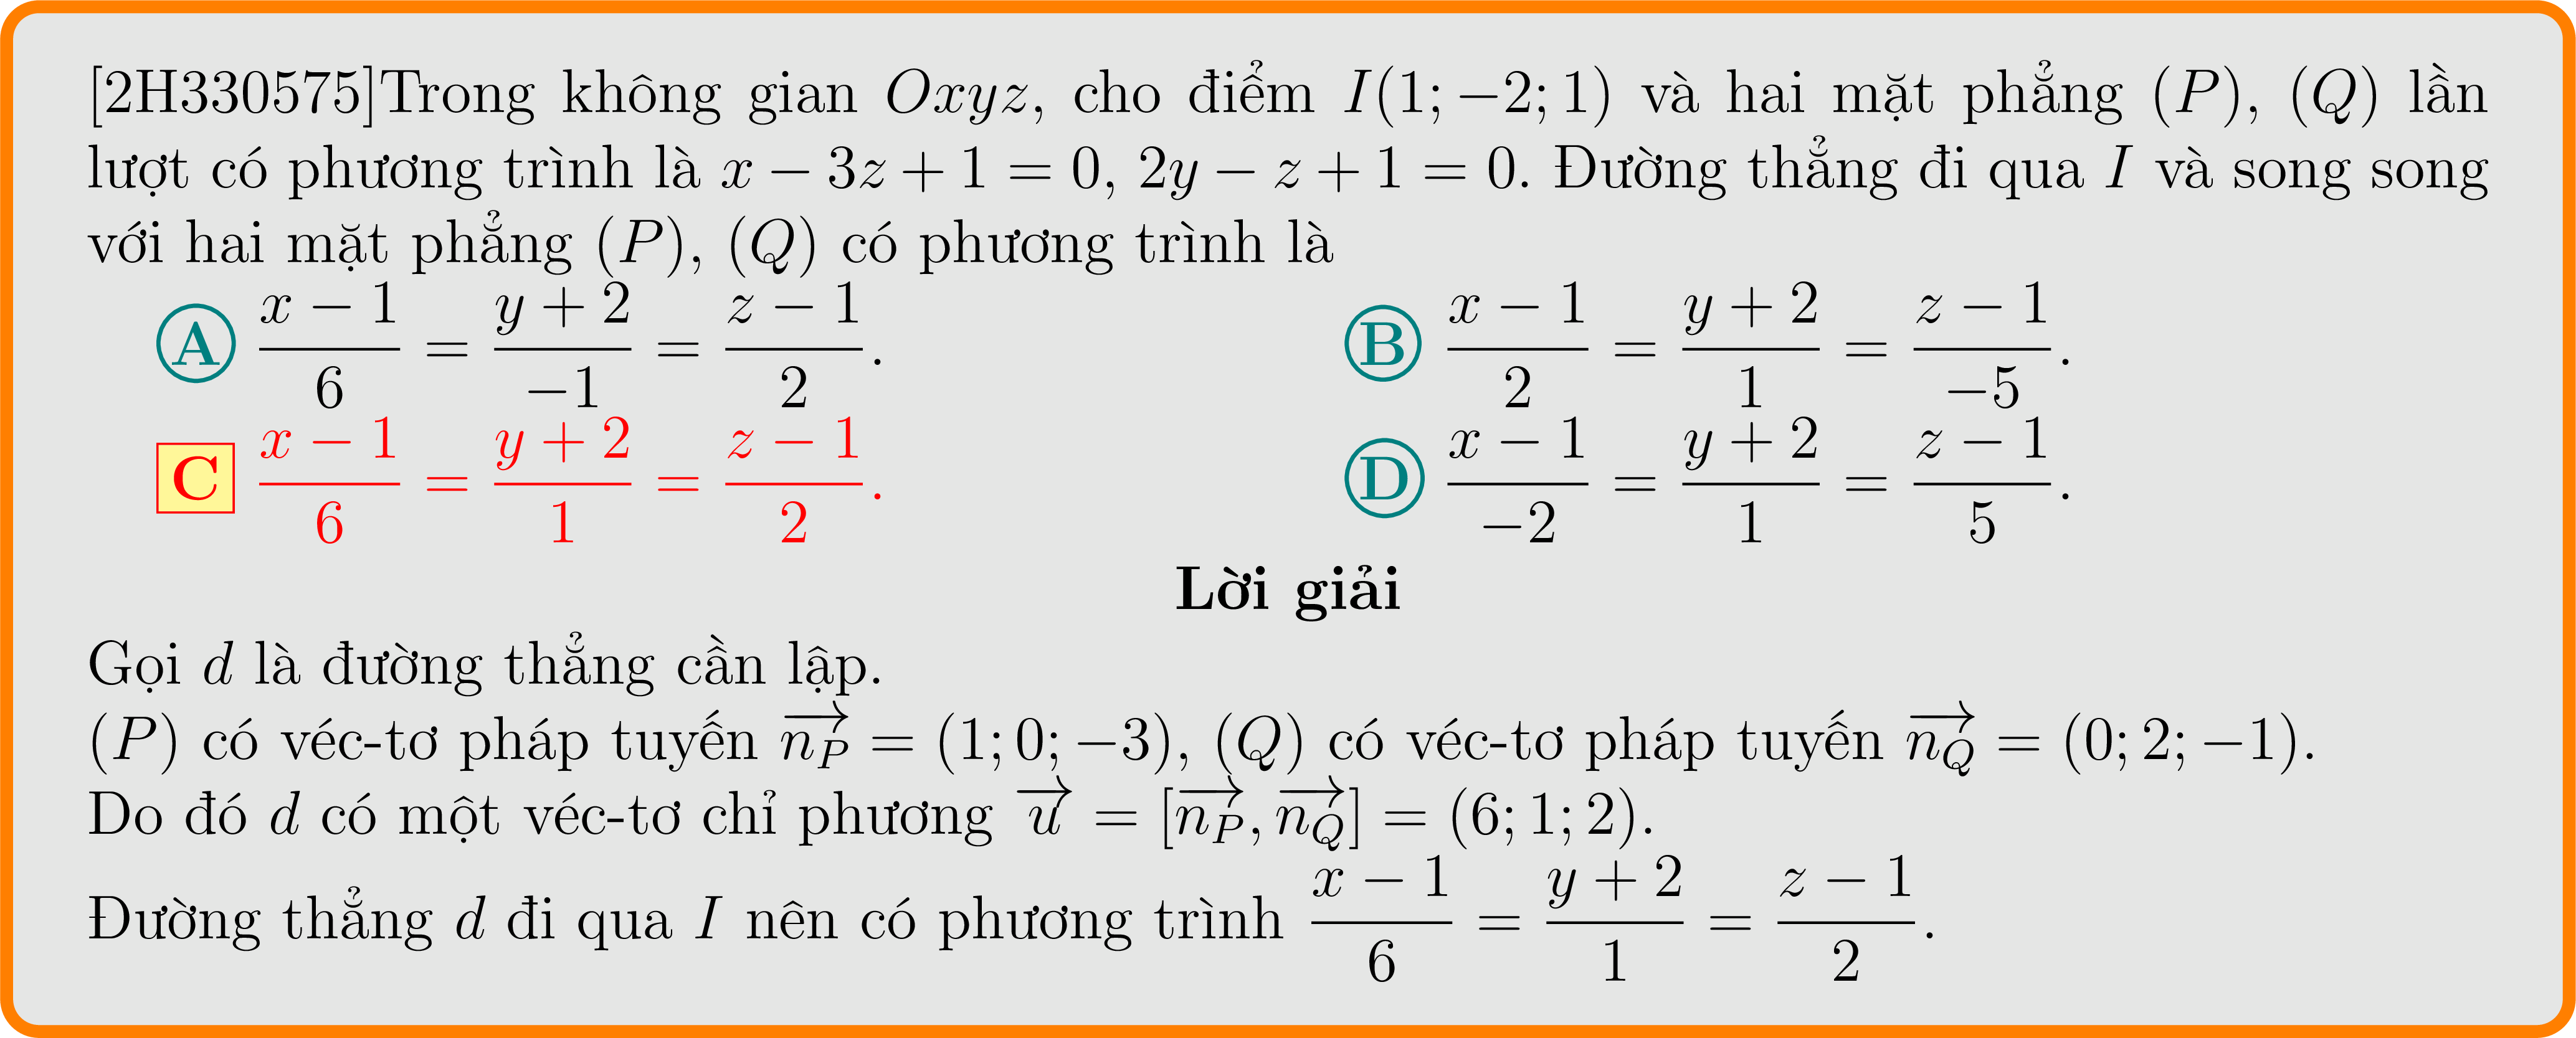 [2H330575]Trong không gian Oxyz, cho điểm I(1; −2; 1) và hai mặt phẳng (P), (Q) lần
lượt có phương trình là x − 3z + 1 = 0, 2y − z + 1 = 0. Đường thẳng đi qua I và song song
với hai mặt phẳng (P), (Q) có phương trình là
A $\frac{x-1}{6} = \frac{y+2}{-1} = \frac{z-1}{2}$. B $\frac{x-1}{2} = \frac{y+2}{1} = \frac{z-1}{-5}$.
C $\frac{x-1}{6} = \frac{y+2}{1} = \frac{z-1}{2}$. D $\frac{x-1}{-2} = \frac{y+2}{1} = \frac{z-1}{5}$.
Lời giải
Gọi d là đường thẳng cần lập.
(P) có véc-tơ pháp tuyến $\overrightarrow{n_P}$ = (1; 0; −3), (Q) có véc-tơ pháp tuyến $\overrightarrow{n_Q}$ = (0; 2; −1).
Do đó d có một véc-tơ chỉ phương $\overrightarrow{u}$ = [$\overrightarrow{n_P}$, $\overrightarrow{n_Q}$] = (6; 1; 2).
Đường thẳng d đi qua I nên có phương trình $\frac{x-1}{6} = \frac{y+2}{1} = \frac{z-1}{2}$.